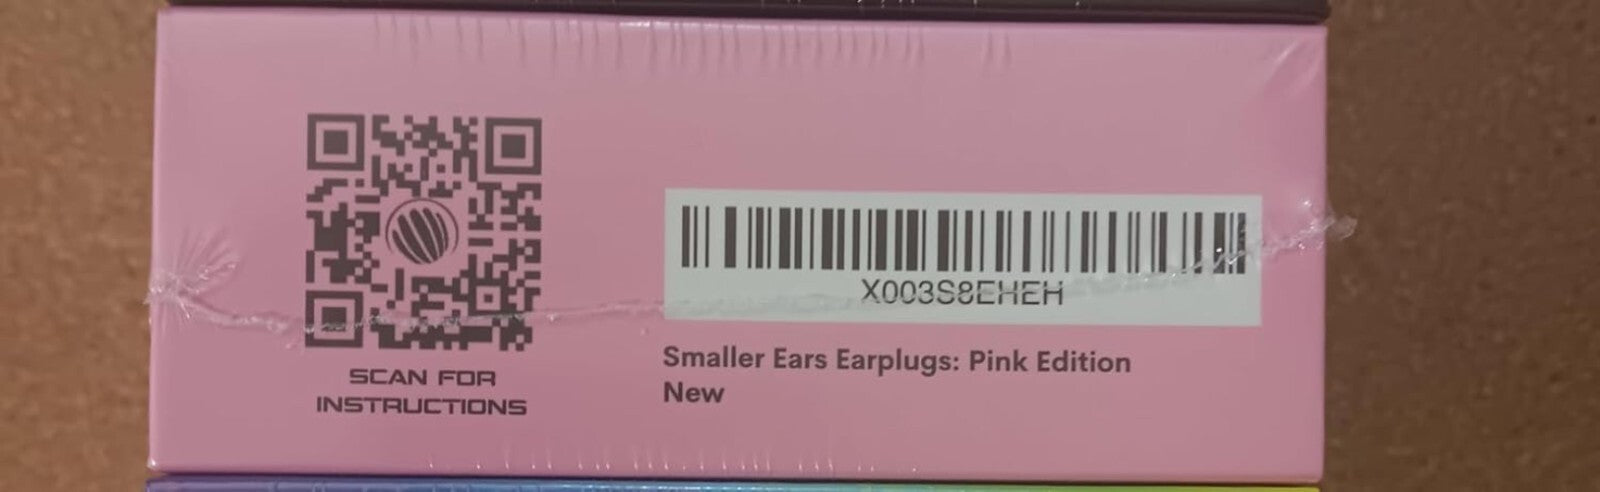 SCAN FOR
INSTRUCTIONS
X003S8EHEH
Smaller Ears Earplugs: Pink Edition
New